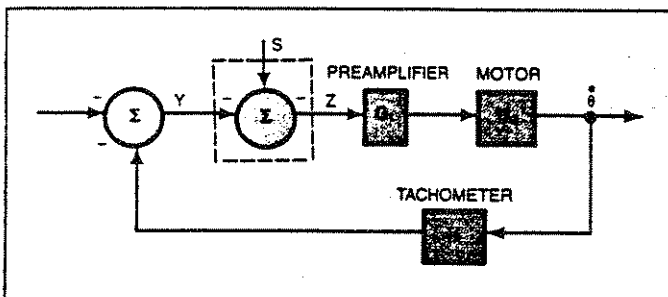 S
PREAMPLIFIER MOTOR
- Σ - Y - Σ - Z θ̇
TACHOMETER